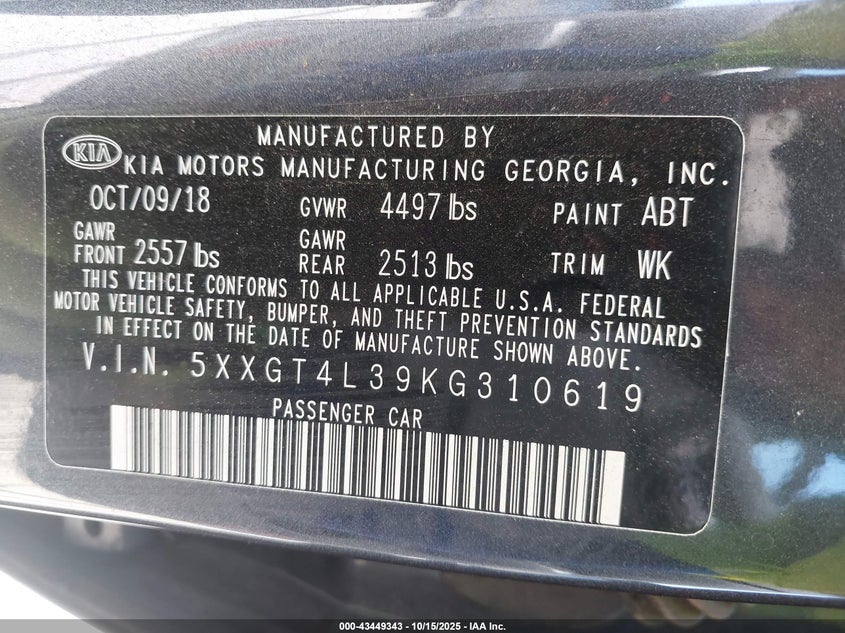 MANUFACTURED BY
KIA KIA MOTORS MANUFACTURING GEORGIA, INC.
OCT/09/18 GVWR 4497 lbs PAINT ABT
GAWR FRONT 2557 lbs GAWR REAR 2513 lbs TRIM WK
THIS VEHICLE CONFORMS TO ALL APPLICABLE U.S.A. FEDERAL
MOTOR VEHICLE SAFETY, BUMPER, AND THEFT PREVENTION STANDARDS
IN EFFECT ON THE DATE OF MANUFACTURE SHOWN ABOVE.
V.I.N. 5XXGT4L39KG310619
PASSENGER CAR
000-43449343 | 10/15/2025 - IAA Inc.